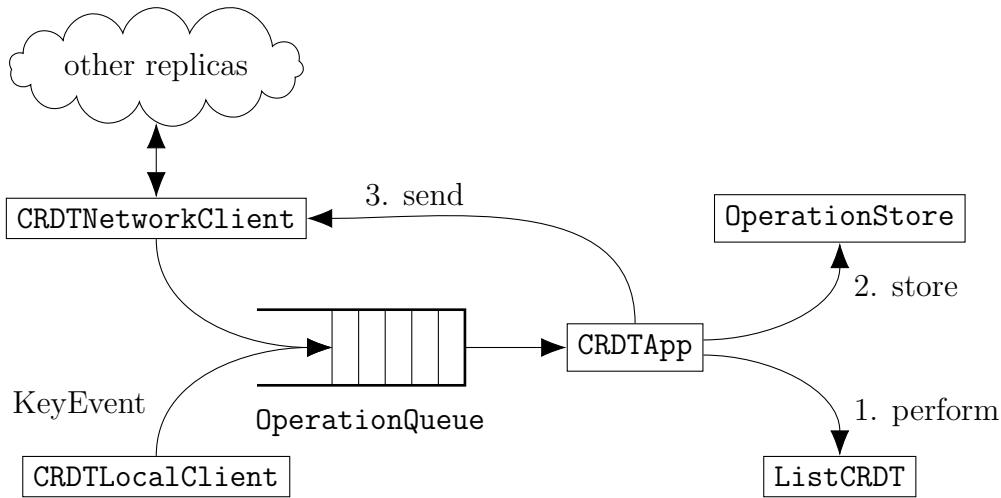 other replicas
3. send
CRDTNetworkClient
OperationStore
2. store
CRDTApp
KeyEvent
OperationQueue
1. perform
CRDTLocalClient
ListCRDT